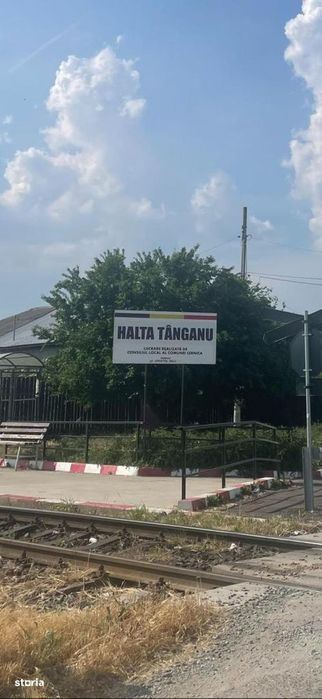 HALTA TÂNGANU
LUCRARE REALIZATĂ DE
CONSILIUL LOCAL AL COMUNEI CERNICA
storia